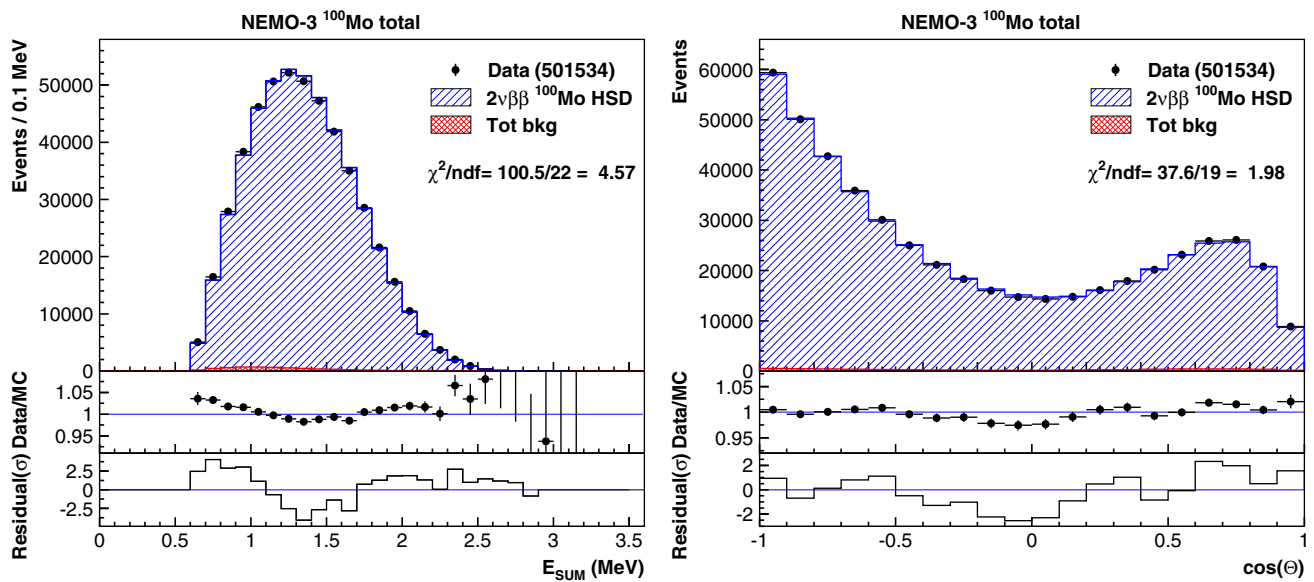 NEMO-3 ¹⁰⁰Mo total
Events / 0.1 MeV
50000
40000
30000
20000
10000
0
Data (501534)
2νββ ¹⁰⁰Mo HSD
Tot bkg
χ²/ndf= 100.5/22 = 4.57
Data/MC
1.05
1
0.95
Residual(σ)
2.5
0
-2.5
0 0.5 1 1.5 2 2.5 3 3.5
E_SUM (MeV)
NEMO-3 ¹⁰⁰Mo total
Events
60000
50000
40000
30000
20000
10000
0
Data (501534)
2νββ ¹⁰⁰Mo HSD
Tot bkg
χ²/ndf= 37.6/19 = 1.98
Data/MC
1.05
1
0.95
Residual(σ)
2
0
-2
-1 -0.5 0 0.5 1
cos(Θ)